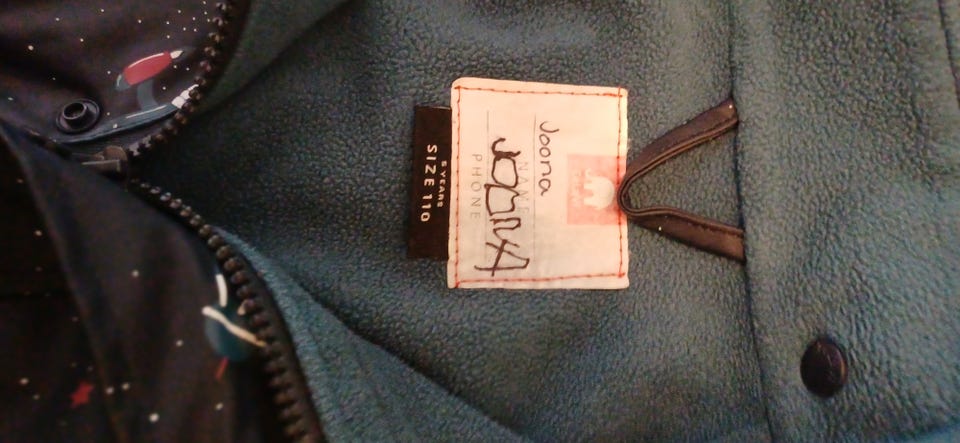 Joona
NAME
JOONA
PHONE
5 YEARS
SIZE 110